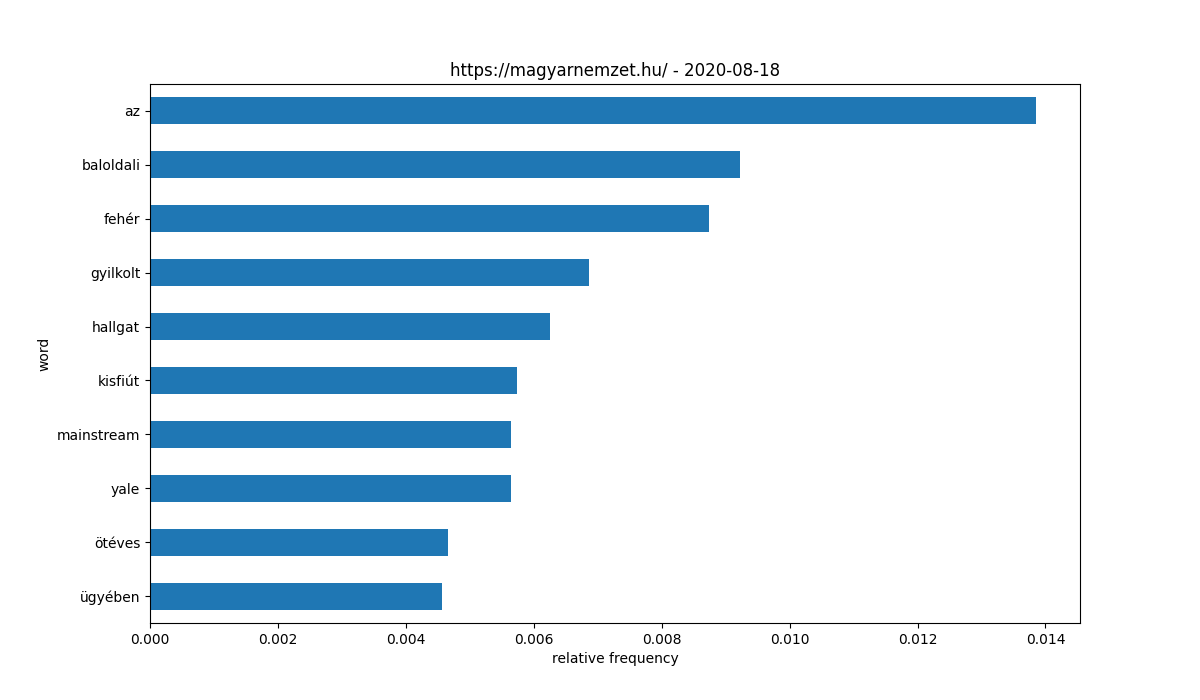 https://magyarnemzet.hu/ - 2020-08-18
az
baloldali
fehér
gyilkolt
hallgat
kisfiút
mainstream
yale
ötéves
ügyében
word
0.000 0.002 0.004 0.006 0.008 0.010 0.012 0.014
relative frequency